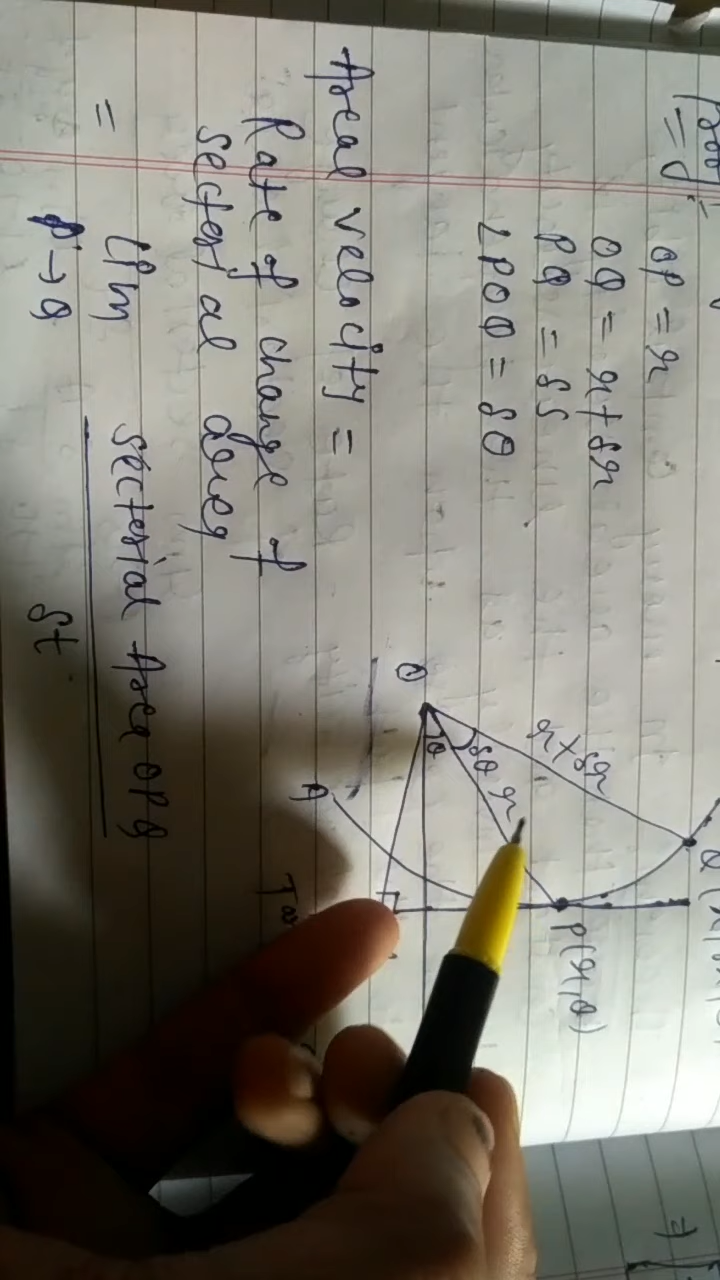 Proof:
OP = r
OQ = r+δr
PQ = δs
∠POQ = δθ
Areal velocity =
Rate of change of
sectorial area
= lim sectorial Area OPQ
P→Q δt
O
θ
δθ
r
r+δr
A
P(r,θ)